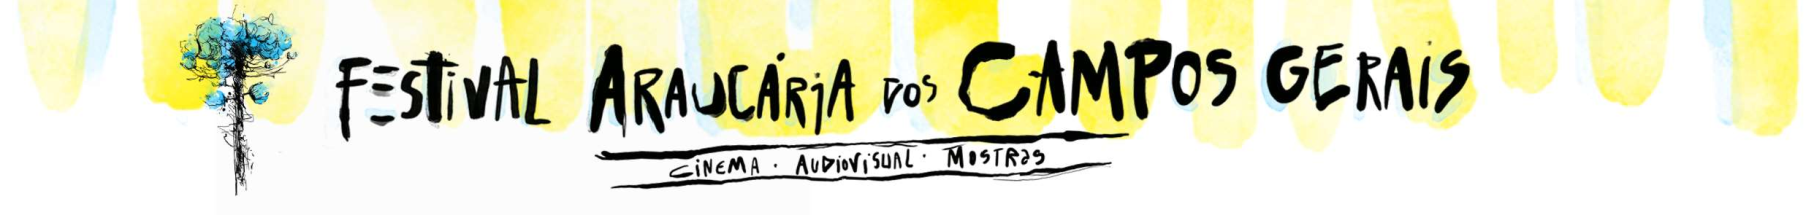 FESTIVAL ARAUCÁRiA DOS CAMPOS GERAiS
CiNEMA · AUDiOViSUAL · MOSTRas